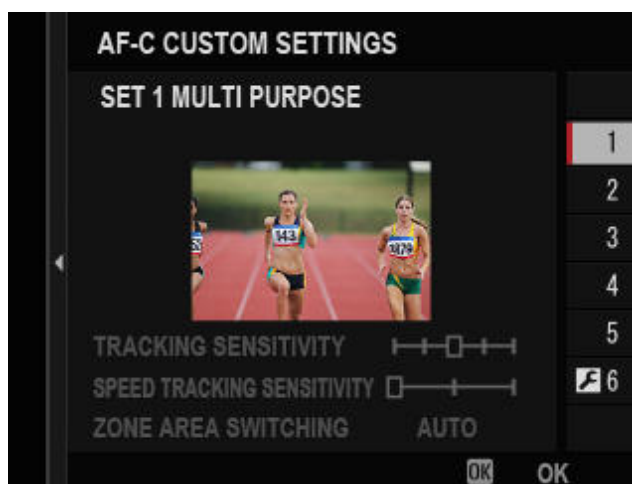 AF-C CUSTOM SETTINGS
SET 1 MULTI PURPOSE
1
2
3
4
5
6
143
1879
TRACKING SENSITIVITY
SPEED TRACKING SENSITIVITY
ZONE AREA SWITCHING AUTO
OK OK